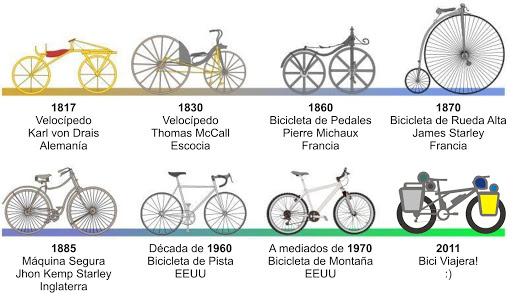 1817
Velocípedo
Karl von Drais
Alemanía
1830
Velocípedo
Thomas McCall
Escocia
1860
Bicicleta de Pedales
Pierre Michaux
Francia
1870
Bicicleta de Rueda Alta
James Starley
Francia
1885
Máquina Segura
Jhon Kemp Starley
Inglaterra
Década de 1960
Bicicleta de Pista
EEUU
A mediados de 1970
Bicicleta de Montaña
EEUU
2011
Bici Viajera!
:)